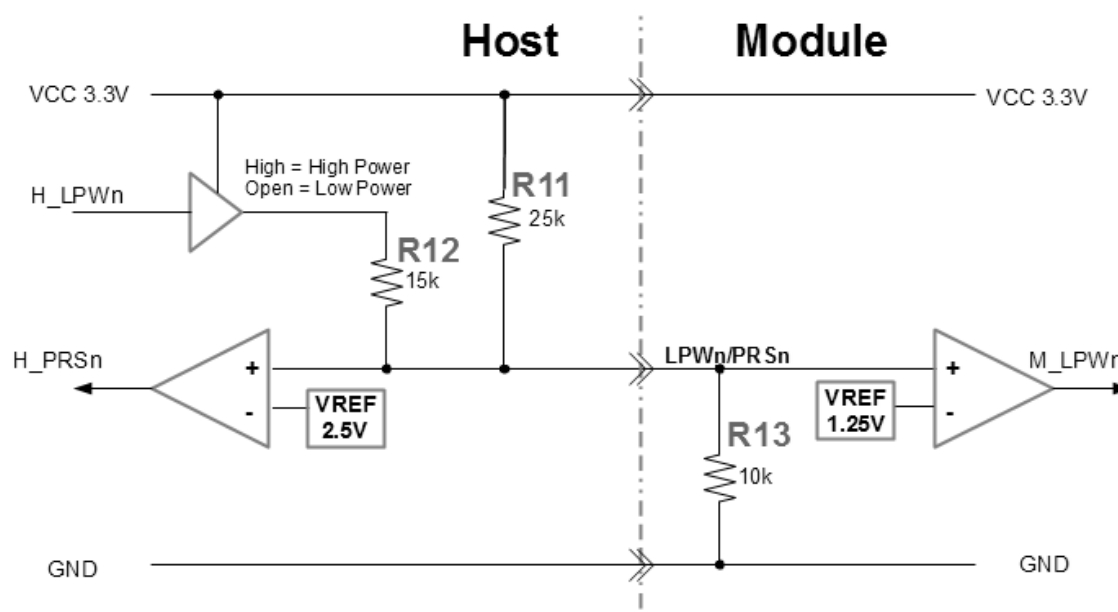 Host
Module
VCC 3.3V
VCC 3.3V
High = High Power
Open = Low Power
H_LPWn
R11
25k
R12
15k
H_PRSn
+
-
VREF
2.5V
LPWn/PRSn
VREF
1.25V
+
-
M_LPWn
R13
10k
GND
GND